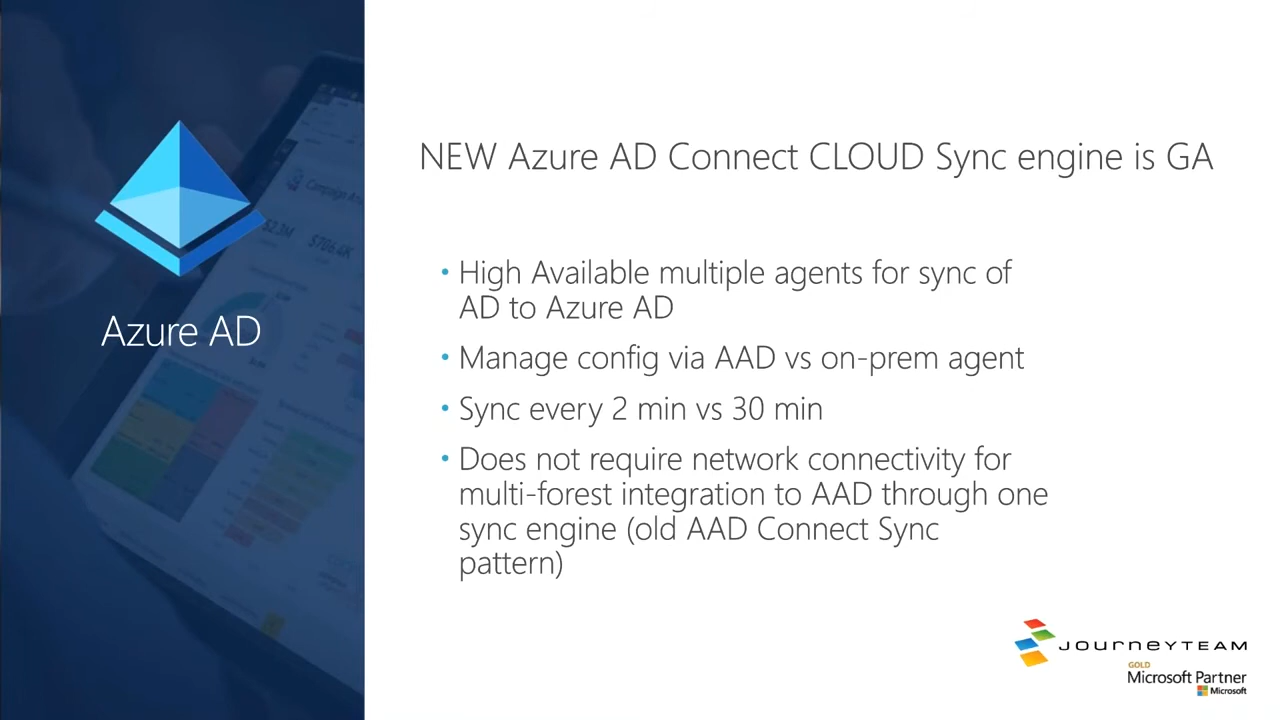 Azure AD
NEW Azure AD Connect CLOUD Sync engine is GA
• High Available multiple agents for sync of
AD to Azure AD
• Manage config via AAD vs on-prem agent
• Sync every 2 min vs 30 min
• Does not require network connectivity for
multi-forest integration to AAD through one
sync engine (old AAD Connect Sync
pattern)
JOURNEYTEAM
GOLD
Microsoft Partner
Microsoft